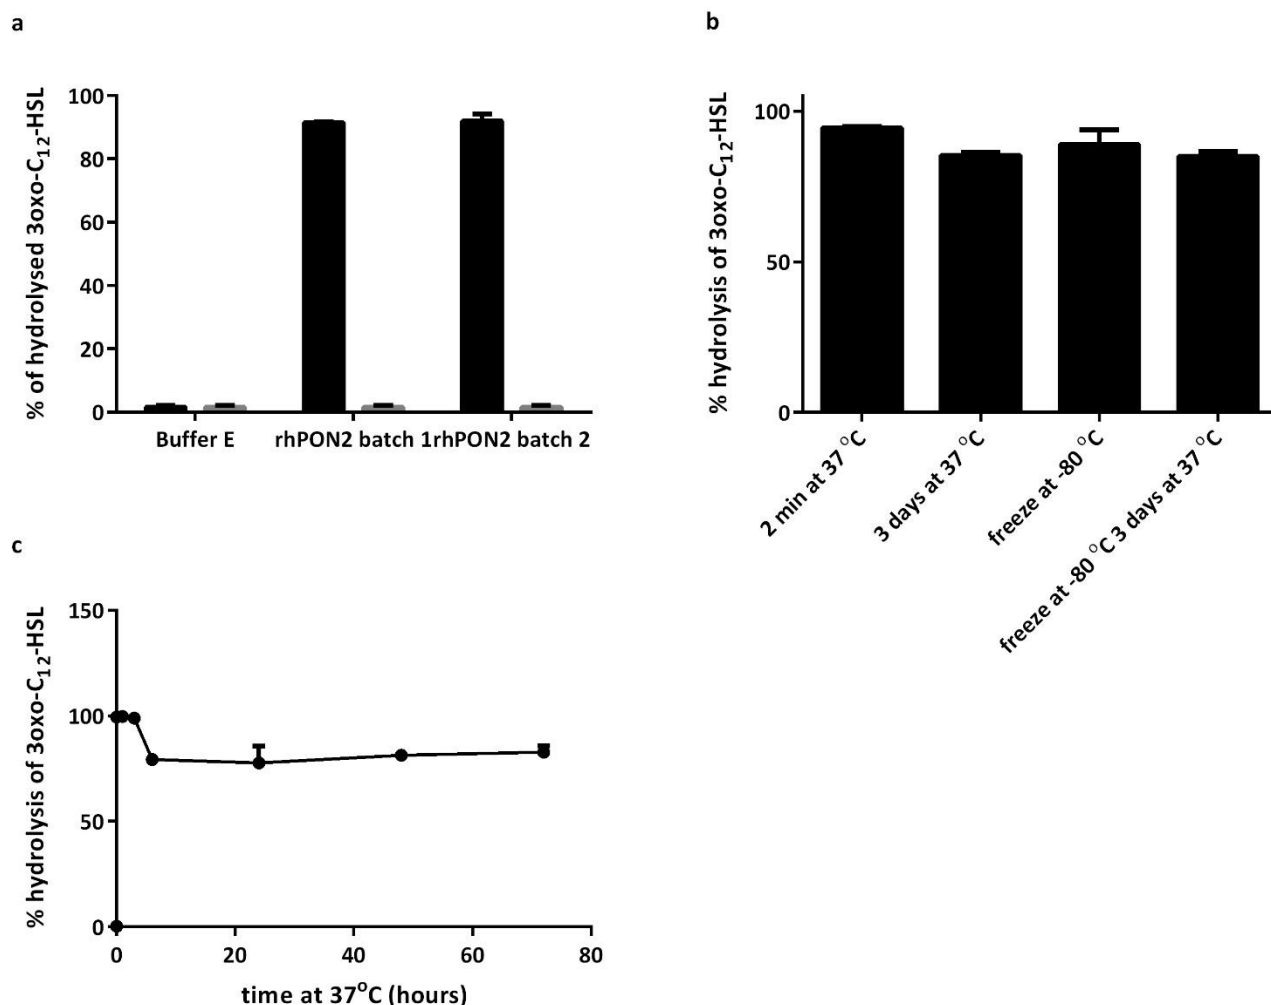 a
% of hydrolysed 3oxo-C12-HSL
100
80
60
40
20
0
Buffer E
rhPON2 batch 1
rhPON2 batch 2
b
% hydrolysis of 3oxo-C12-HSL
100
50
0
2 min at 37 °C
3 days at 37 °C
freeze at -80 °C
freeze at -80 °C 3 days at 37 °C
c
% hydrolysis of 3oxo-C12-HSL
150
100
50
0
0
20
40
60
80
time at 37°C (hours)